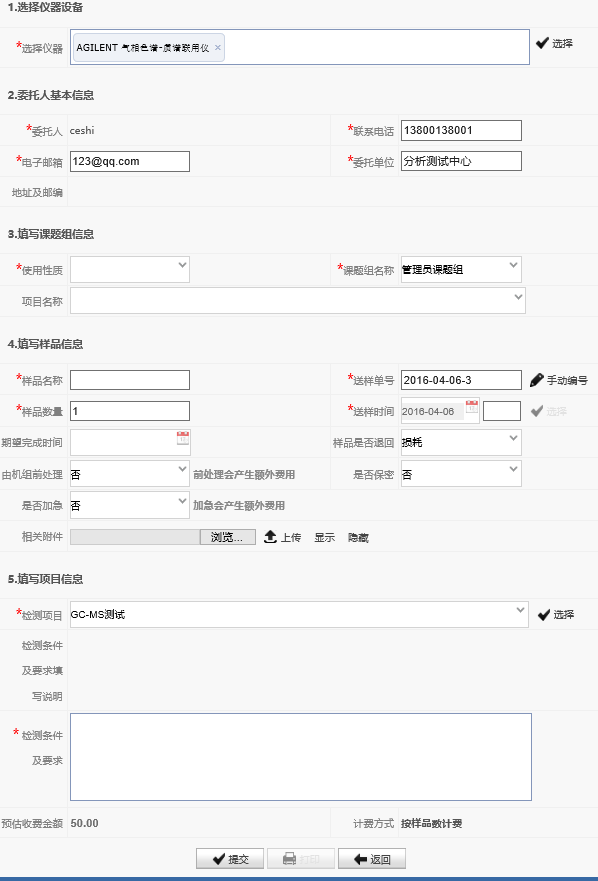 1.选择仪器设备
*选择仪器 AGILENT 气相色谱-质谱联用仪 × 选择
2.委托人基本信息
*委托人 ceshi *联系电话 13800138001
*电子邮箱 123@qq.com *委托单位 分析测试中心
地址及邮编
3.填写课题组信息
*使用性质 *课题组名称 管理员课题组
项目名称
4.填写样品信息
*样品名称 *送样单号 2016-04-06-3 手动编号
*样品数量 1 *送样时间 2016-04-06 选择
期望完成时间 样品是否退回 损耗
由机组前处理 否 前处理会产生额外费用 是否保密 否
是否加急 否 加急会产生额外费用
相关附件 浏览... 上传 显示 隐藏
5.填写项目信息
*检测项目 GC-MS测试 选择
检测条件
及要求填
写说明
* 检测条件
及要求
预估收费金额 50.00 计费方式 按样品数计费
提交 打印 返回